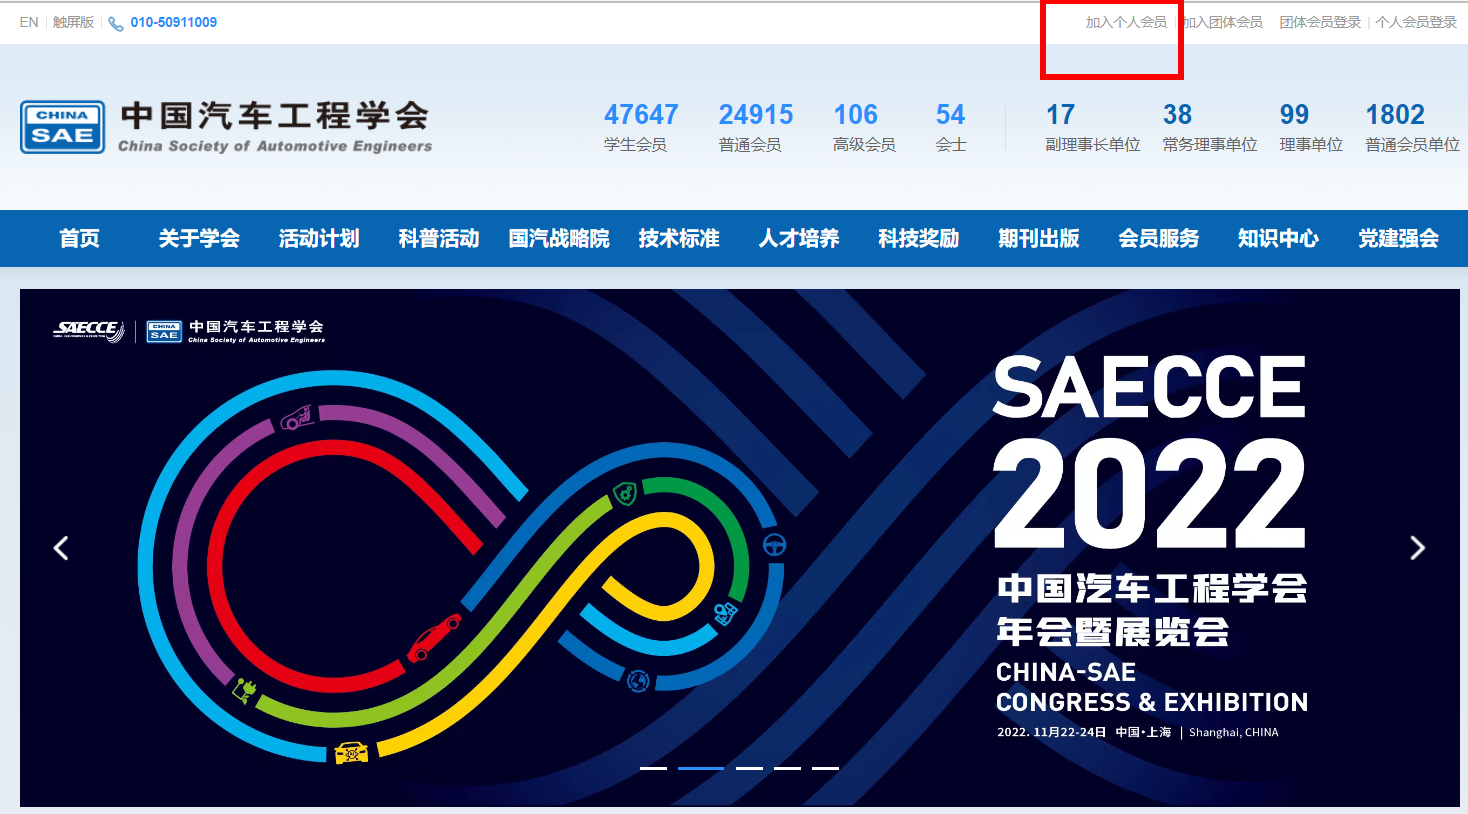 EN 触屏版 010-50911009 加入个人会员 加入团体会员 团体会员登录 个人会员登录
CHINA SAE
中国汽车工程学会
China Society of Automotive Engineers
47647 24915 106 54 17 38 99 1802
学生会员 普通会员 高级会员 会士 副理事长单位 常务理事单位 理事单位 普通会员单位
首页 关于学会 活动计划 科普活动 国汽战略院 技术标准 人才培养 科技奖励 期刊出版 会员服务 知识中心 党建强会
SAECCE CHINA SAE 中国汽车工程学会
China Society of Automotive Engineers
SAECCE
2022
中国汽车工程学会
年会暨展览会
CHINA-SAE
CONGRESS & EXHIBITION
2022. 11月22-24日 中国·上海 | Shanghai, CHINA